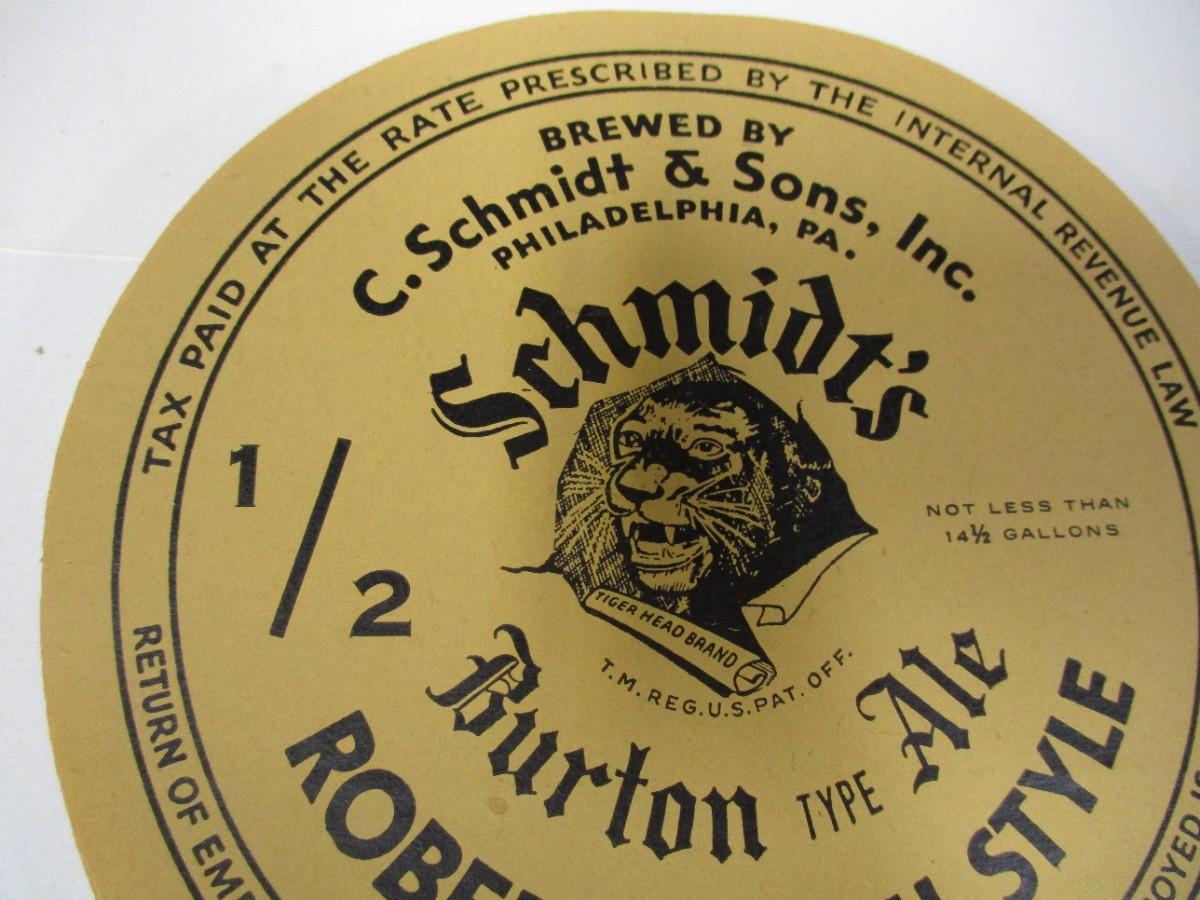 TAX PAID AT THE RATE PRESCRIBED BY THE INTERNAL REVENUE LAW
BREWED BY
C. Schmidt & Sons, Inc.
PHILADELPHIA, PA.
Schmidt's
1/2
NOT LESS THAN
14½ GALLONS
TIGER HEAD BRAND
T.M. REG. U.S. PAT. OFF.
Burton TYPE Ale
STYLE
RETURN OF